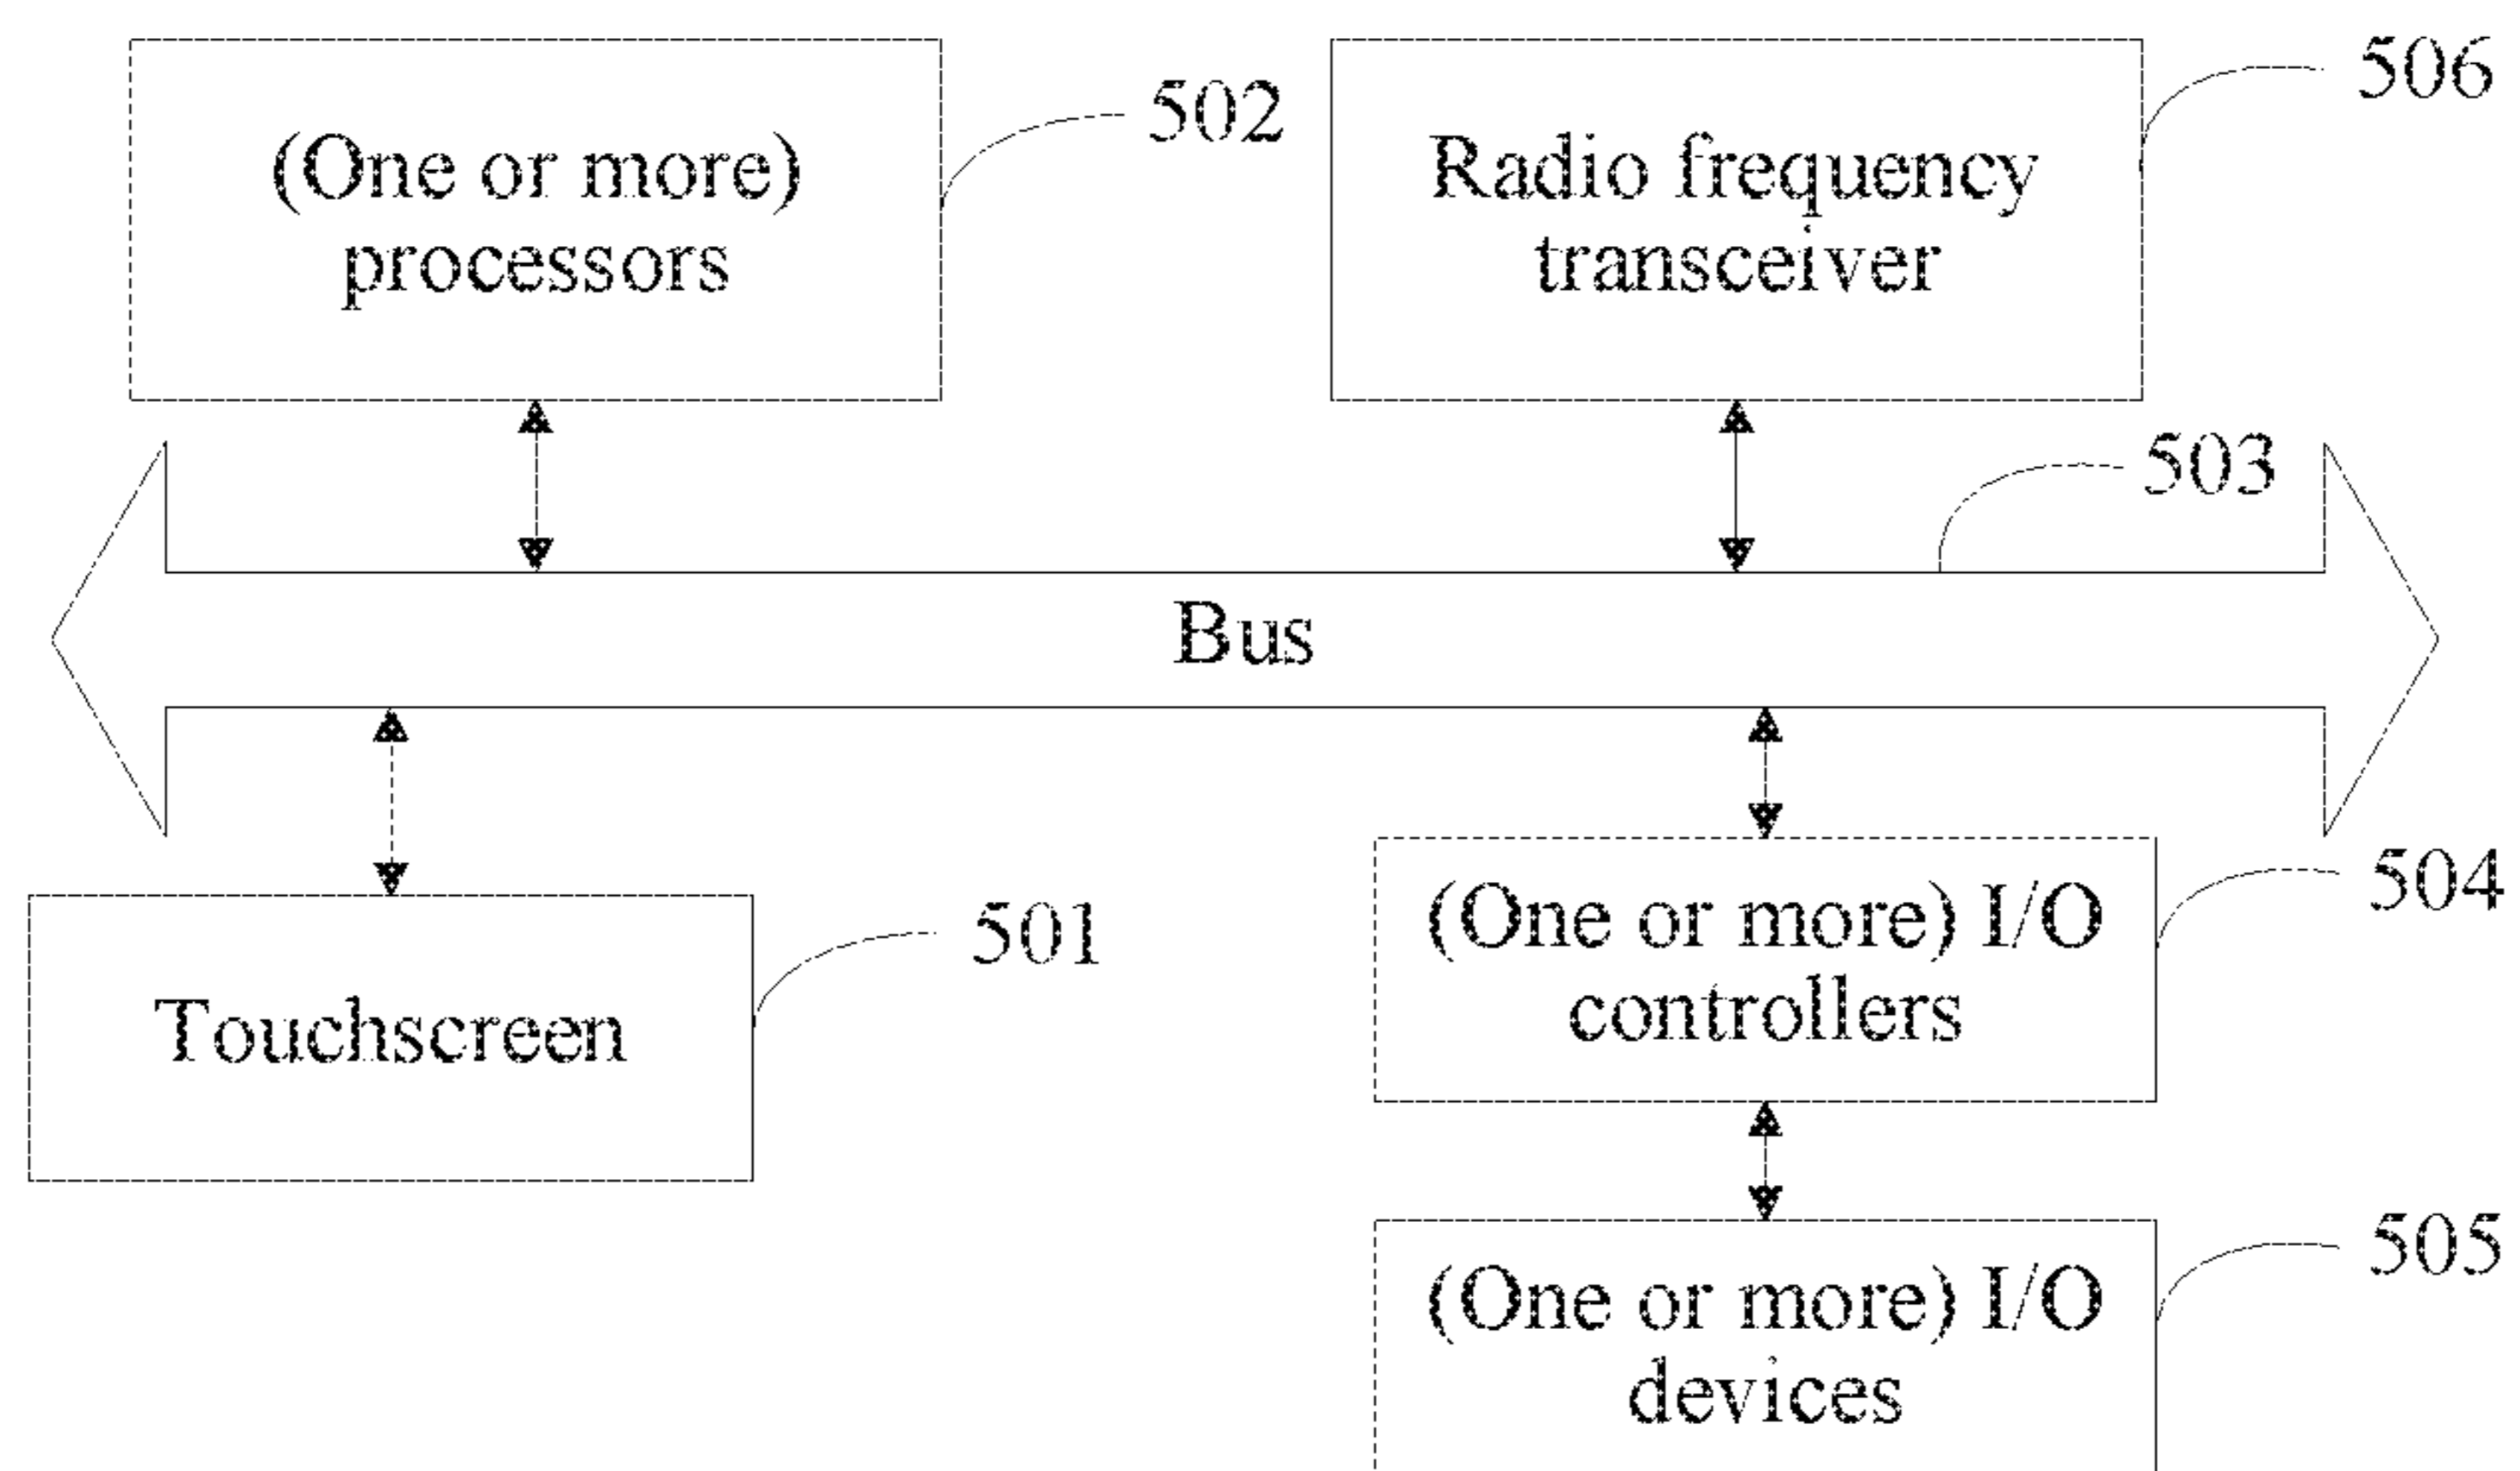 (One or more)
processors
502
Radio frequency
transceiver
506
503
Bus
Touchscreen
501
(One or more) I/O
controllers
504
(One or more) I/O
devices
505